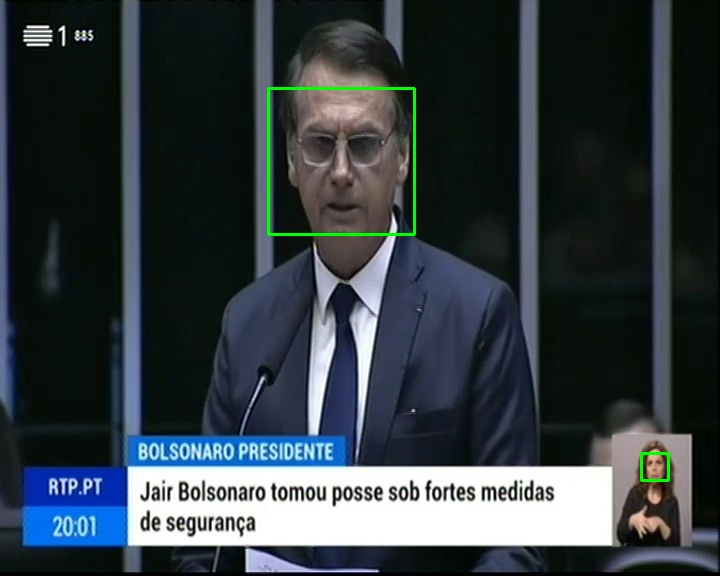 1 885
BOLSONARO PRESIDENTE
RTP.PT
Jair Bolsonaro tomou posse sob fortes medidas
de segurança
20:01